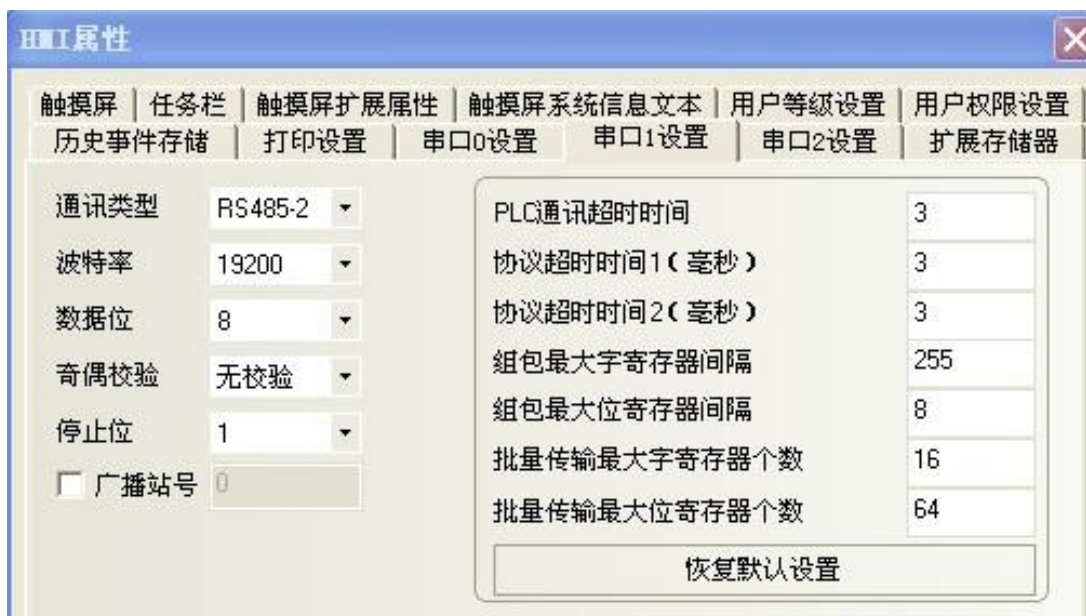 HMI属性
触摸屏 任务栏 触摸屏扩展属性 触摸屏系统信息文本 用户等级设置 用户权限设置
历史事件存储 打印设置 串口0设置 串口1设置 串口2设置 扩展存储器
通讯类型 RS485-2
波特率 19200
数据位 8
奇偶校验 无校验
停止位 1
广播站号 0
PLC通讯超时时间 3
协议超时时间1(毫秒) 3
协议超时时间2(毫秒) 3
组包最大字寄存器间隔 255
组包最大位寄存器间隔 8
批量传输最大字寄存器个数 16
批量传输最大位寄存器个数 64
恢复默认设置